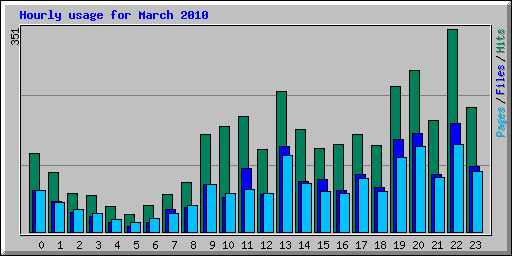 Hourly usage for March 2010
351
Pages / Files / Hits
0 1 2 3 4 5 6 7 8 9 10 11 12 13 14 15 16 17 18 19 20 21 22 23